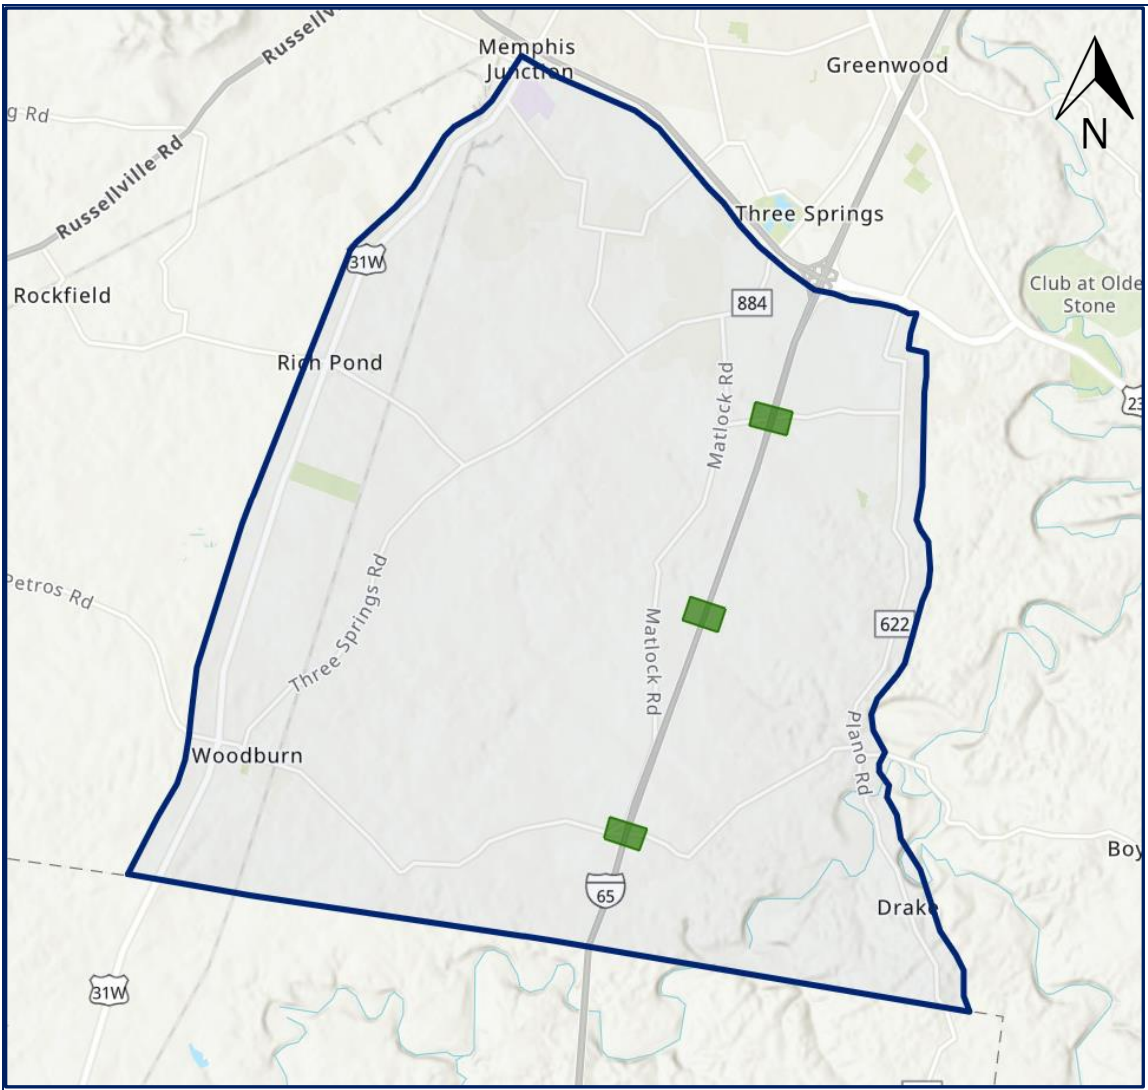 Russellv
Memphis
Junction
Greenwood
N
g Rd
Russellville Rd
Three Springs
31W
Rockfield
884
Club at Olde
Stone
Rich Pond
Matlock Rd
23
Petros Rd
Three Springs Rd
Matlock Rd
622
Woodburn
Plano Rd
Boy
65
Drake
31W